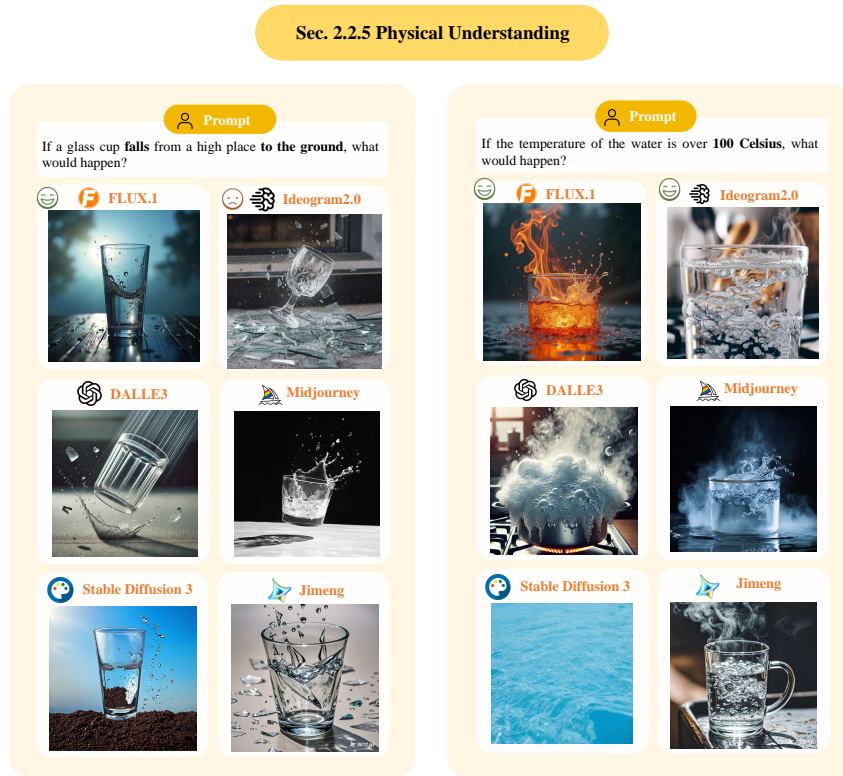 Sec. 2.2.5 Physical Understanding
Prompt
If a glass cup falls from a high place to the ground, what
would happen?
FLUX.1
Ideogram2.0
DALLE3
Midjourney
Stable Diffusion 3
Jimeng
Prompt
If the temperature of the water is over 100 Celsius, what
would happen?
FLUX.1
Ideogram2.0
DALLE3
Midjourney
Stable Diffusion 3
Jimeng